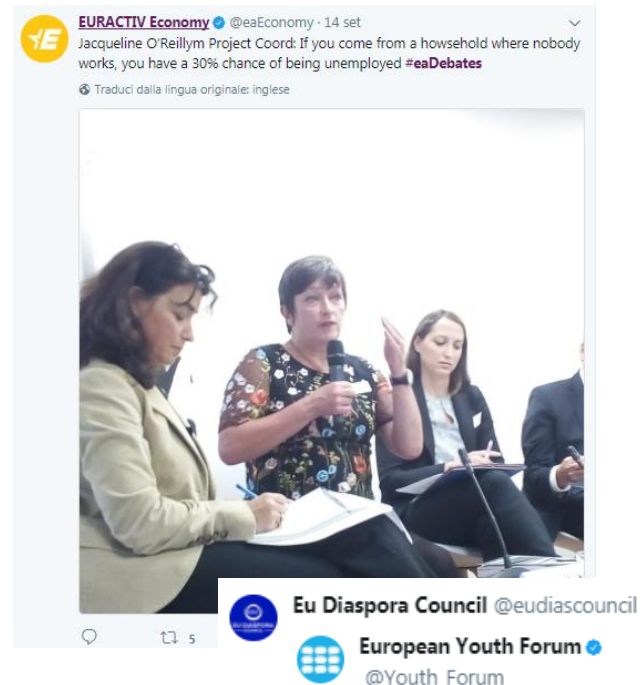 EURACTIV Economy @eaEconomy · 14 set
Jacqueline O'Reillym Project Coord: If you come from a howsehold where nobody
works, you have a 30% chance of being unemployed #eaDebates
Traduci dalla lingua originale: inglese
5
Eu Diaspora Council @eudiascouncil
European Youth Forum
@Youth_Forum